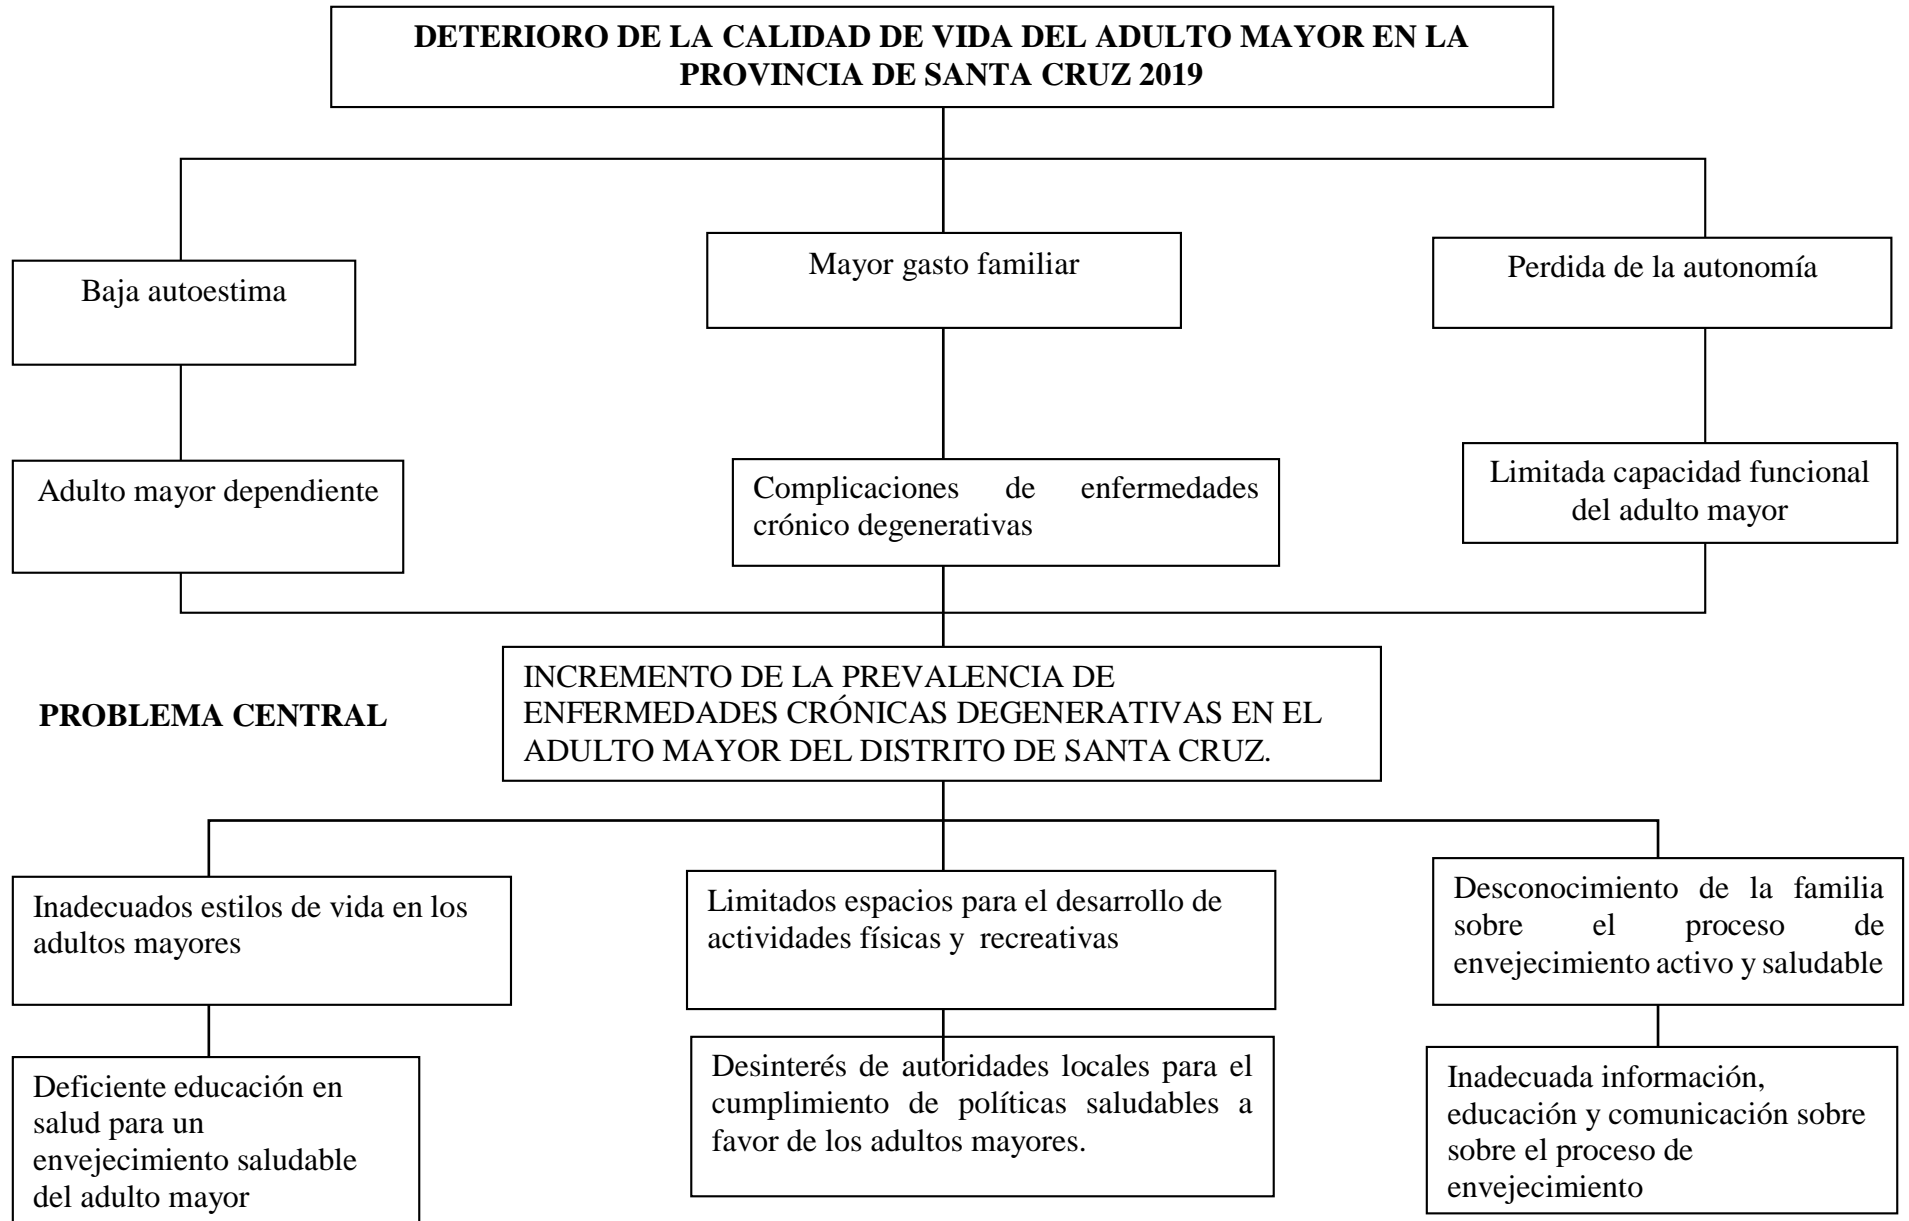 DETERIORO DE LA CALIDAD DE VIDA DEL ADULTO MAYOR EN LA
PROVINCIA DE SANTA CRUZ 2019
Baja autoestima
Mayor gasto familiar
Perdida de la autonomía
Adulto mayor dependiente
Complicaciones de enfermedades
crónico degenerativas
Limitada capacidad funcional
del adulto mayor
PROBLEMA CENTRAL
INCREMENTO DE LA PREVALENCIA DE
ENFERMEDADES CRÓNICAS DEGENERATIVAS EN EL
ADULTO MAYOR DEL DISTRITO DE SANTA CRUZ.
Inadecuados estilos de vida en los
adultos mayores
Limitados espacios para el desarrollo de
actividades físicas y recreativas
Desconocimiento de la familia
sobre el proceso de
envejecimiento activo y saludable
Deficiente educación en
salud para un
envejecimiento saludable
del adulto mayor
Desinterés de autoridades locales para el
cumplimiento de políticas saludables a
favor de los adultos mayores.
Inadecuada información,
educación y comunicación sobre
sobre el proceso de
envejecimiento